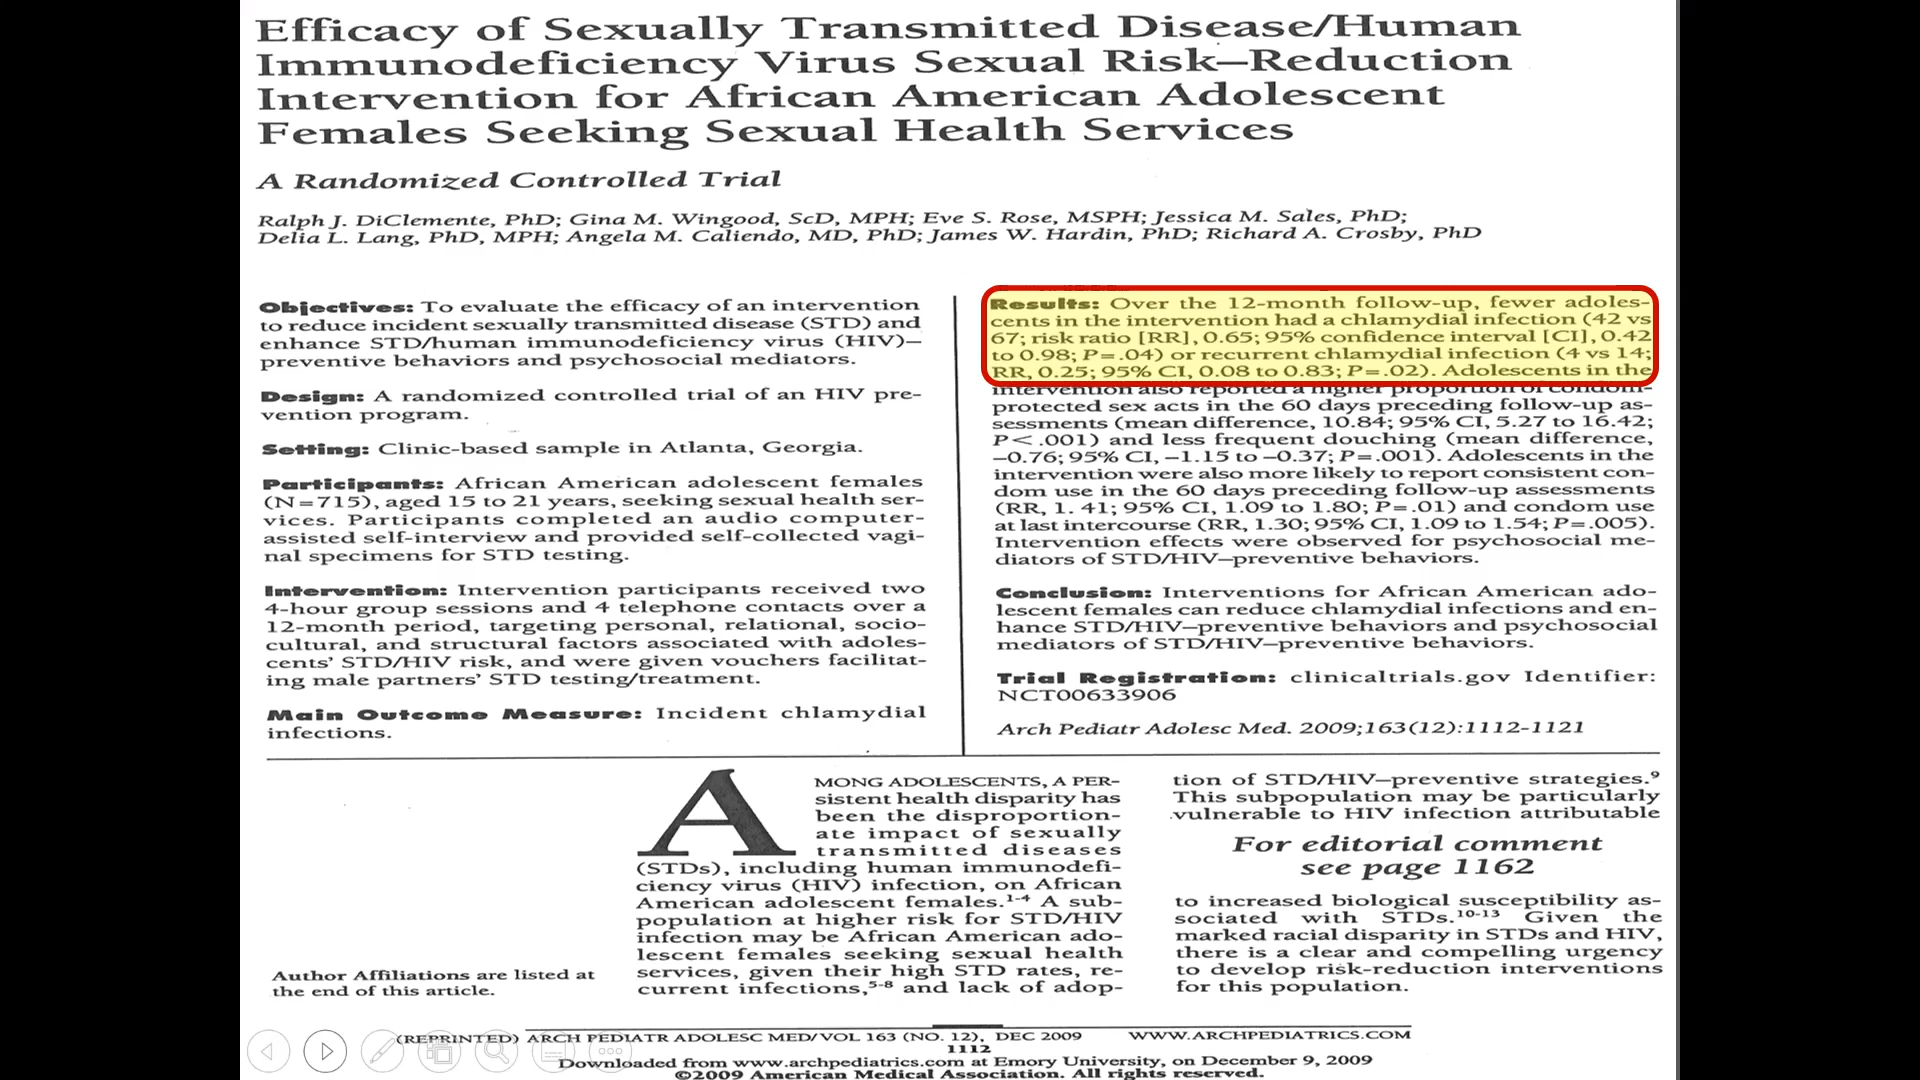 Efficacy of Sexually Transmitted Disease/Human
Immunodeficiency Virus Sexual Risk–Reduction
Intervention for African American Adolescent
Females Seeking Sexual Health Services
A Randomized Controlled Trial
Ralph J. DiClemente, PhD; Gina M. Wingood, ScD, MPH; Eve S. Rose, MSPH; Jessica M. Sales, PhD;
Delia L. Lang, PhD, MPH; Angela M. Caliendo, MD, PhD; James W. Hardin, PhD; Richard A. Crosby, PhD
Objectives: To evaluate the efficacy of an intervention
to reduce incident sexually transmitted disease (STD) and
enhance STD/human immunodeficiency virus (HIV)–
preventive behaviors and psychosocial mediators.
Design: A randomized controlled trial of an HIV pre-
vention program.
Setting: Clinic-based sample in Atlanta, Georgia.
Participants: African American adolescent females
(N=715), aged 15 to 21 years, seeking sexual health ser-
vices. Participants completed an audio computer-
assisted self-interview and provided self-collected vagi-
nal specimens for STD testing.
Intervention: Intervention participants received two
4-hour group sessions and 4 telephone contacts over a
12-month period, targeting personal, relational, socio-
cultural, and structural factors associated with adoles-
cents’ STD/HIV risk, and were given vouchers facilitat-
ing male partners’ STD testing/treatment.
Main Outcome Measure: Incident chlamydial
infections.
Results: Over the 12-month follow-up, fewer adoles-
cents in the intervention had a chlamydial infection (42 vs
67; risk ratio [RR], 0.65; 95% confidence interval [CI], 0.42
to 0.98; P=.04) or recurrent chlamydial infection (4 vs 14;
RR, 0.25; 95% CI, 0.08 to 0.83; P=.02). Adolescents in the
intervention also reported a higher proportion of condom-
protected sex acts in the 60 days preceding follow-up as-
sessments (mean difference, 10.84; 95% CI, 5.27 to 16.42;
P<.001) and less frequent douching (mean difference,
−0.76; 95% CI, −1.15 to −0.37; P=.001). Adolescents in the
intervention were also more likely to report consistent con-
dom use in the 60 days preceding follow-up assessments
(RR, 1. 41; 95% CI, 1.09 to 1.80; P=.01) and condom use
at last intercourse (RR, 1.30; 95% CI, 1.09 to 1.54; P=.005).
Intervention effects were observed for psychosocial me-
diators of STD/HIV–preventive behaviors.
Conclusion: Interventions for African American ado-
lescent females can reduce chlamydial infections and en-
hance STD/HIV–preventive behaviors and psychosocial
mediators of STD/HIV–preventive behaviors.
Trial Registration: clinicaltrials.gov Identifier:
NCT00633906
Arch Pediatr Adolesc Med. 2009;163(12):1112-1121
Author Affiliations are listed at
the end of this article.
AMONG ADOLESCENTS, A PER-
sistent health disparity has
been the disproportion-
ate impact of sexually
transmitted diseases
(STDs), including human immunodefi-
ciency virus (HIV) infection, on African
American adolescent females.1-4 A sub-
population at higher risk for STD/HIV
infection may be African American ado-
lescent females seeking sexual health
services, given their high STD rates, re-
current infections,5-8 and lack of adop-
tion of STD/HIV–preventive strategies.9
This subpopulation may be particularly
vulnerable to HIV infection attributable
For editorial comment
see page 1162
to increased biological susceptibility as-
sociated with STDs.10-13 Given the
marked racial disparity in STDs and HIV,
there is a clear and compelling urgency
to develop risk-reduction interventions
for this population.
(REPRINTED) ARCH PEDIATR ADOLESC MED/VOL 163 (NO. 12), DEC 2009 WWW.ARCHPEDIATRICS.COM
1112
Downloaded from www.archpediatrics.com at Emory University, on December 9, 2009
©2009 American Medical Association. All rights reserved.